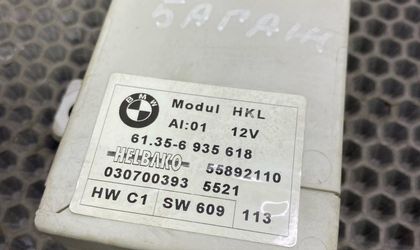 БАГАЖ
BMW
Modul HKL
AI:01 12V
61.35-6 935 618
HELBAKO 55892110
030700393 5521
HW C1 SW 609 113